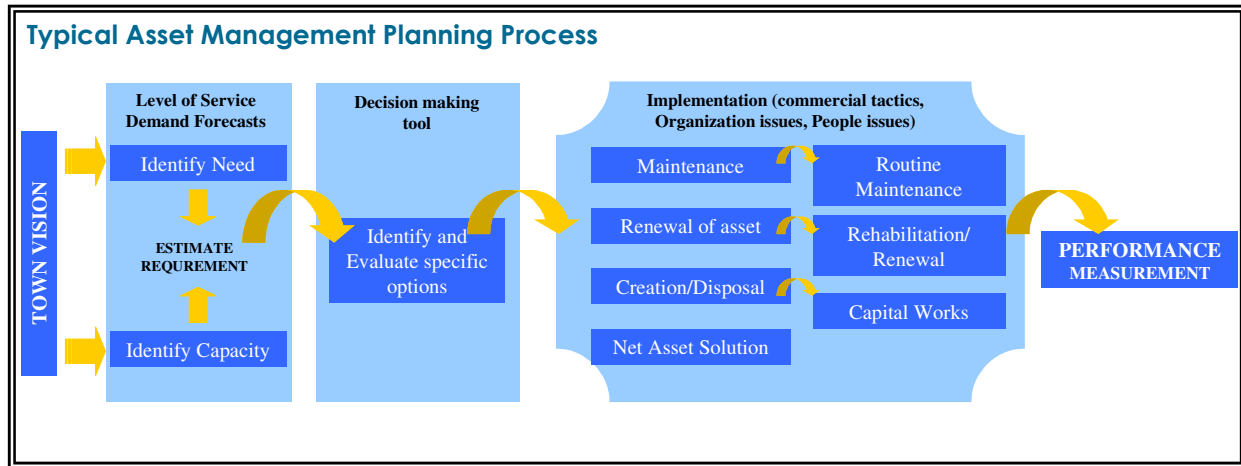 Typical Asset Management Planning Process
TOWN VISION
Level of Service
Demand Forecasts
Identify Need
ESTIMATE
REQUREMENT
Identify Capacity
Decision making
tool
Identify and
Evaluate specific
options
Implementation (commercial tactics,
Organization issues, People issues)
Maintenance
Routine
Maintenance
Renewal of asset
Rehabilitation/
Renewal
Creation/Disposal
Capital Works
Net Asset Solution
PERFORMANCE
MEASUREMENT